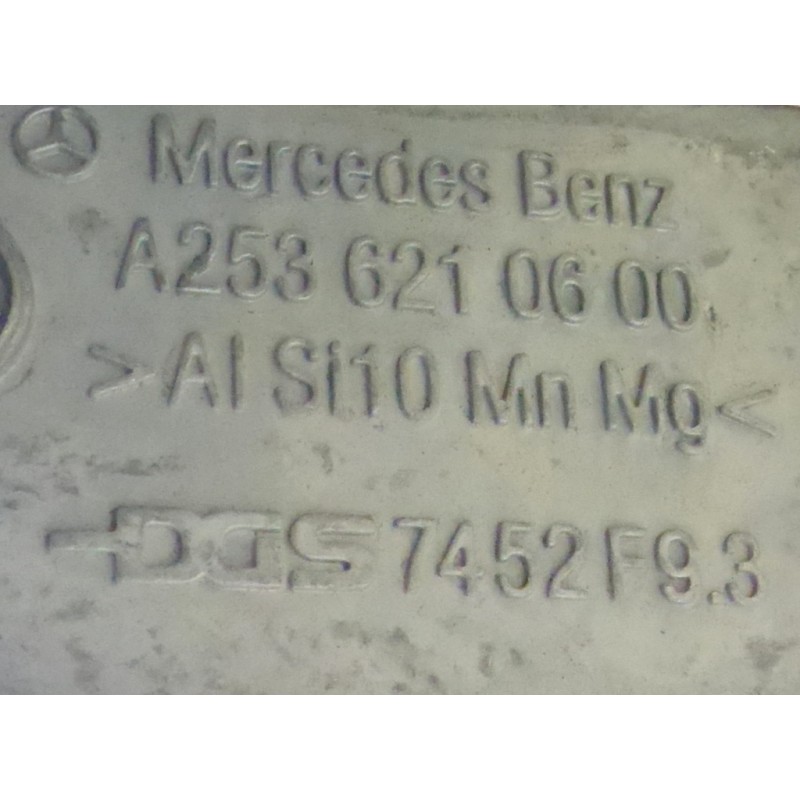 Mercedes Benz
A253 621 06 00
>Al Si10 Mn Mg<
DGS 7452 F9.3